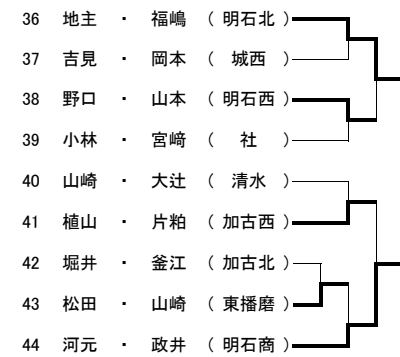 36 地主 ・ 福嶋 ( 明石北 )
37 吉見 ・ 岡本 ( 城西 )
38 野口 ・ 山本 ( 明石西 )
39 小林 ・ 宮﨑 ( 社 )
40 山崎 ・ 大辻 ( 清水 )
41 植山 ・ 片粕 ( 加古西 )
42 堀井 ・ 釜江 ( 加古北 )
43 松田 ・ 山崎 ( 東播磨 )
44 河元 ・ 政井 ( 明石商 )